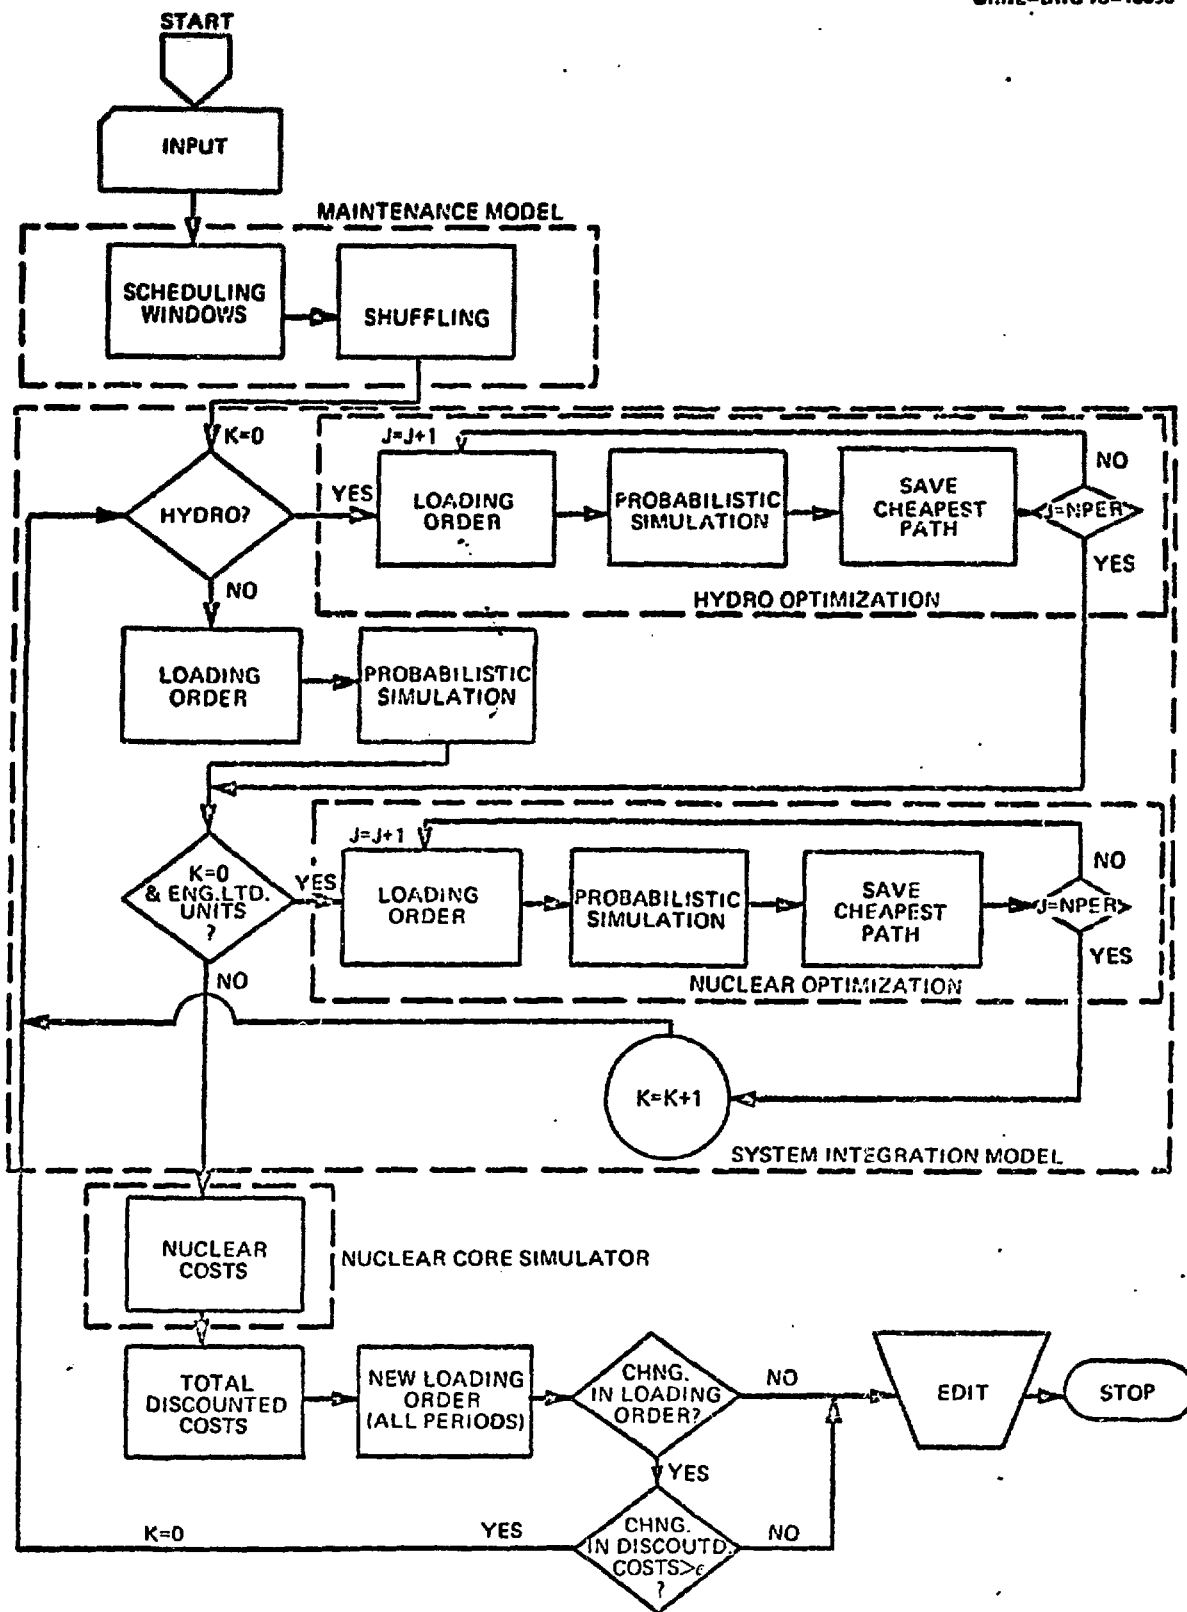 START
INPUT
MAINTENANCE MODEL
SCHEDULING
WINDOWS
SHUFFLING
K=0
J=J+1
NO
HYDRO?
YES
LOADING
ORDER
PROBABILISTIC
SIMULATION
SAVE
CHEAPEST
PATH
J=NPER
YES
NO
HYDRO OPTIMIZATION
LOADING
ORDER
PROBABILISTIC
SIMULATION
J=J+1
NO
K=0
& ENG.LTD.
UNITS
?
YES
LOADING
ORDER
PROBABILISTIC
SIMULATION
SAVE
CHEAPEST
PATH
J=NPER
YES
NO
NUCLEAR OPTIMIZATION
K=K+1
SYSTEM INTEGRATION MODEL
NUCLEAR
COSTS
NUCLEAR CORE SIMULATOR
TOTAL
DISCOUNTED
COSTS
NEW LOADING
ORDER
(ALL PERIODS)
CHNG.
IN LOADING
ORDER?
NO
EDIT
STOP
YES
K=0
YES
CHNG.
IN DISCOUTD.
COSTS>ϵ
?
NO